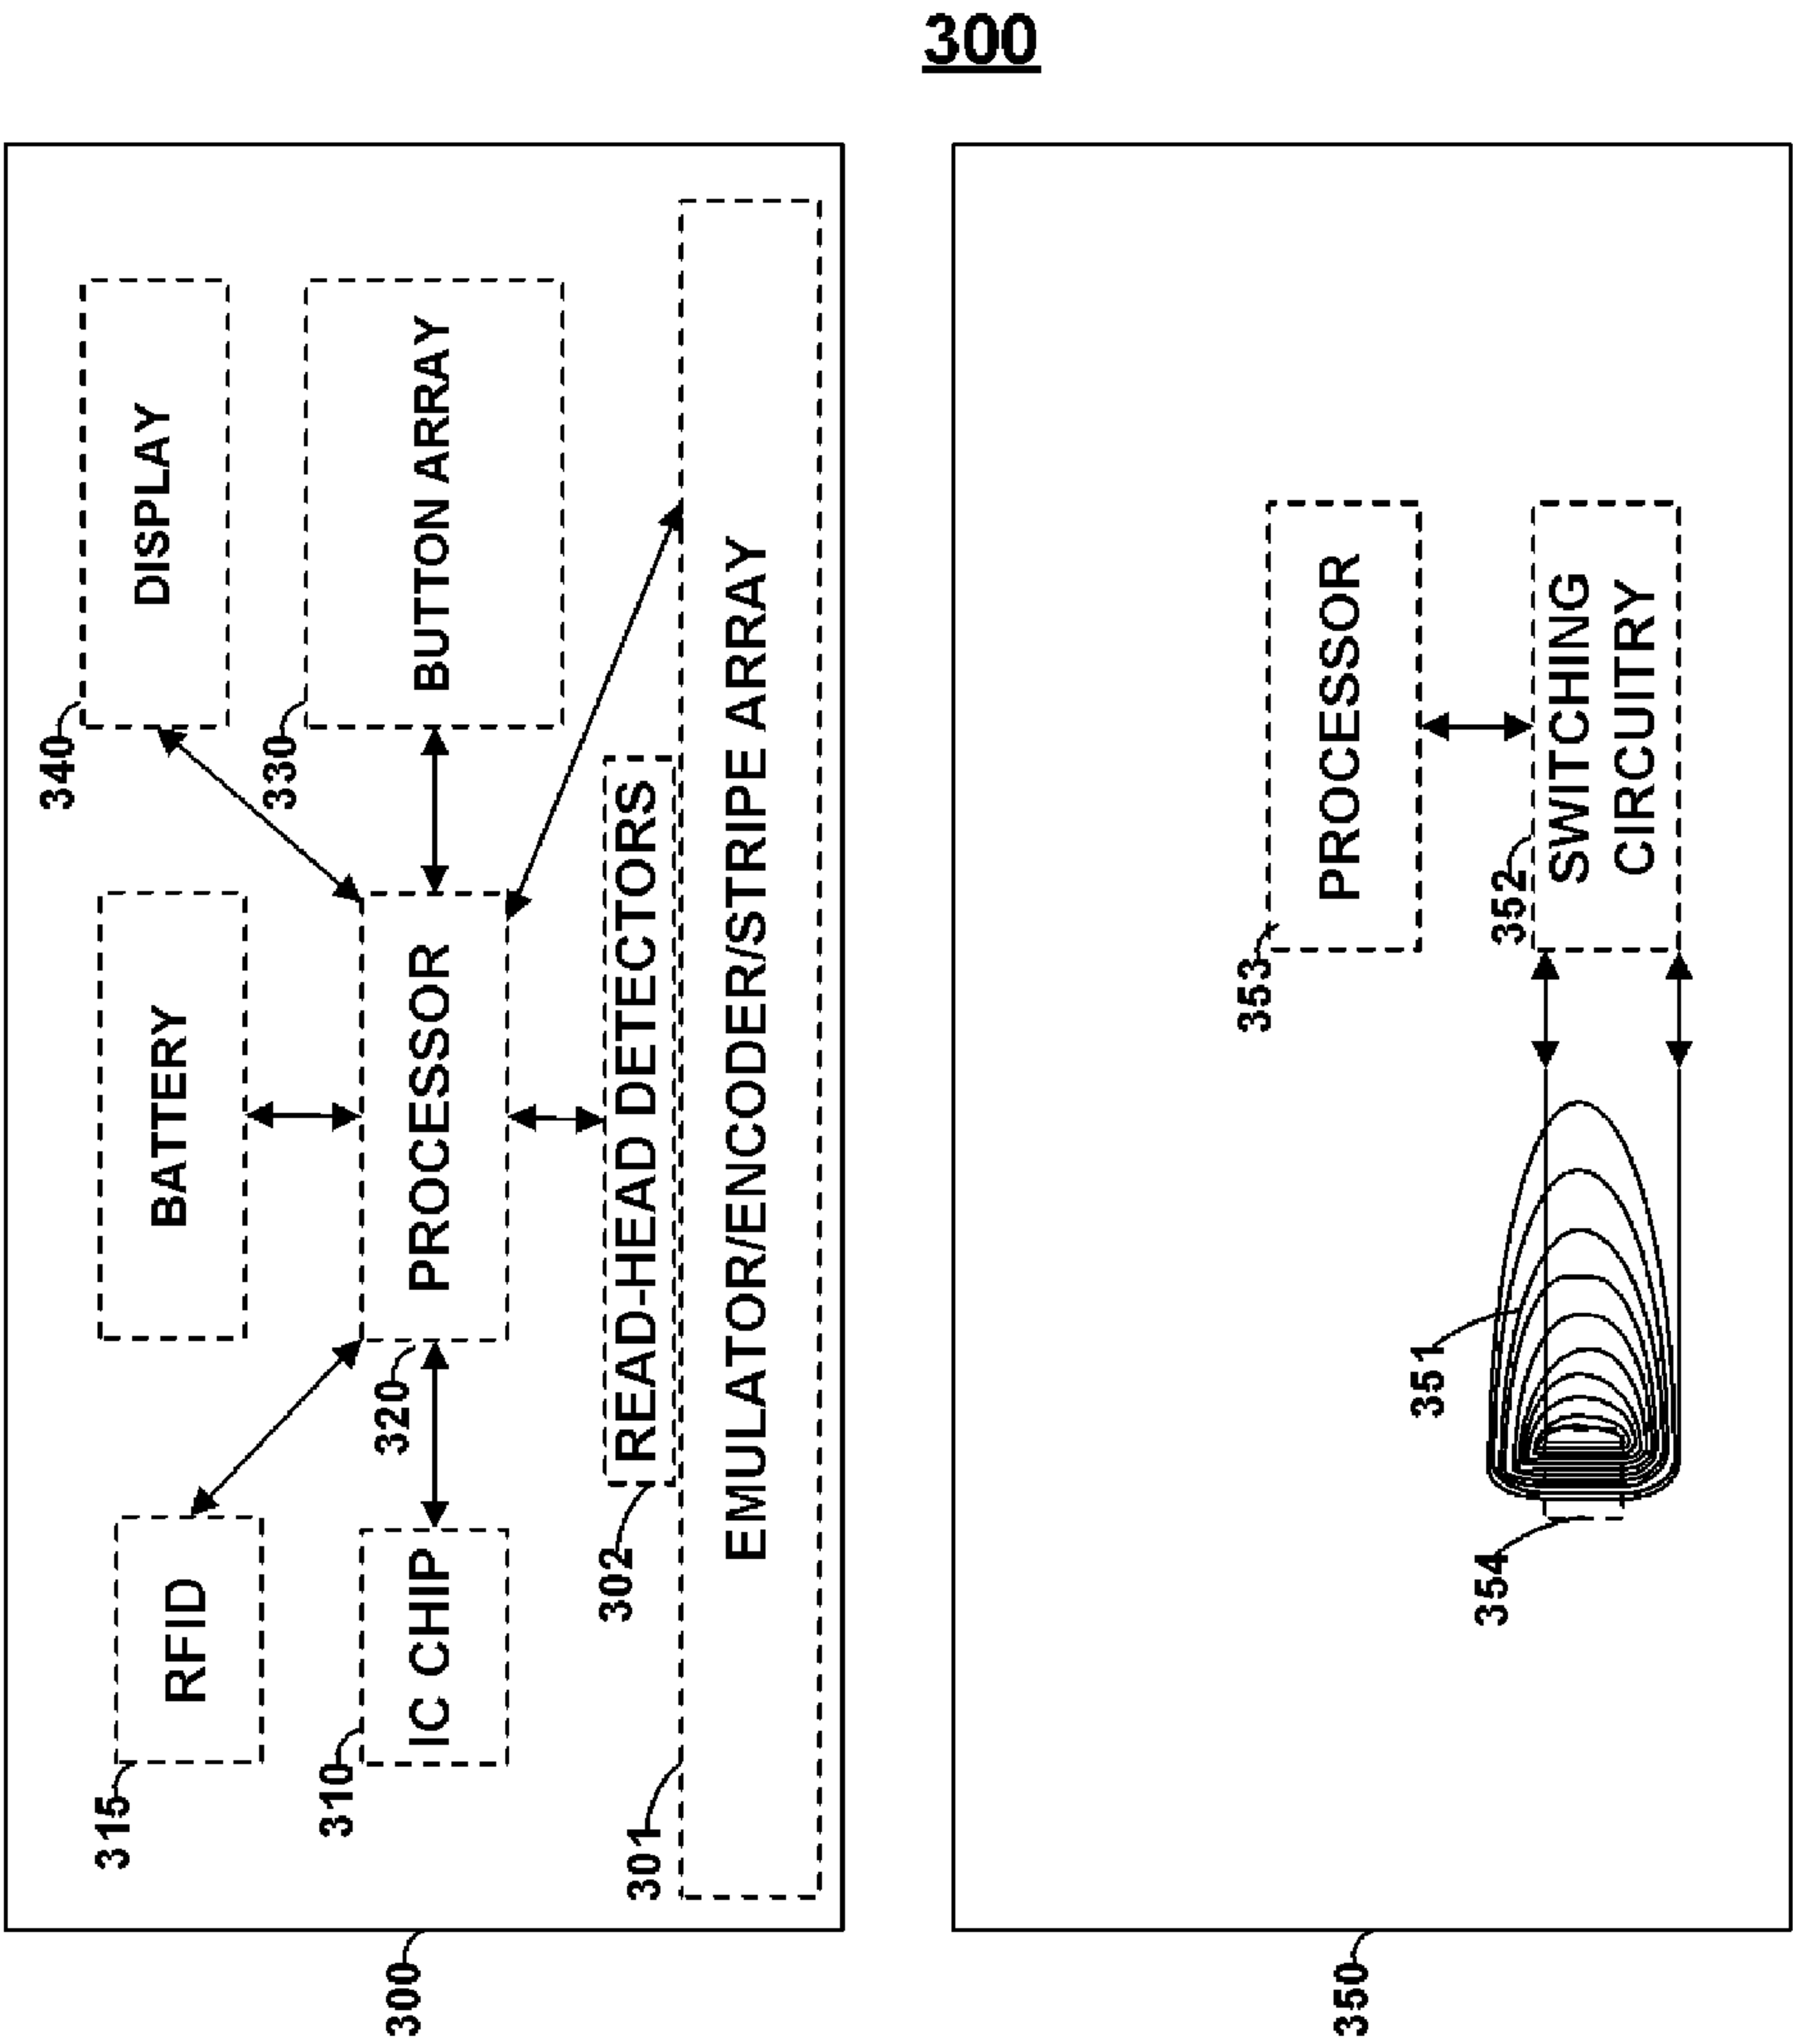 300
315
RFID
BATTERY
340
DISPLAY
310
IC CHIP
320
PROCESSOR
330
BUTTON ARRAY
302
READ-HEAD DETECTORS
301
EMULATOR/ENCODER/STRIPE ARRAY
300
353
PROCESSOR
351
352
SWITCHING
CIRCUITRY
354
350